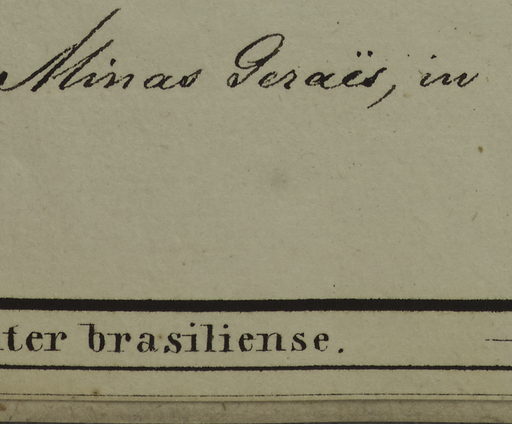 Minas Geraës, in
ter brasiliense.